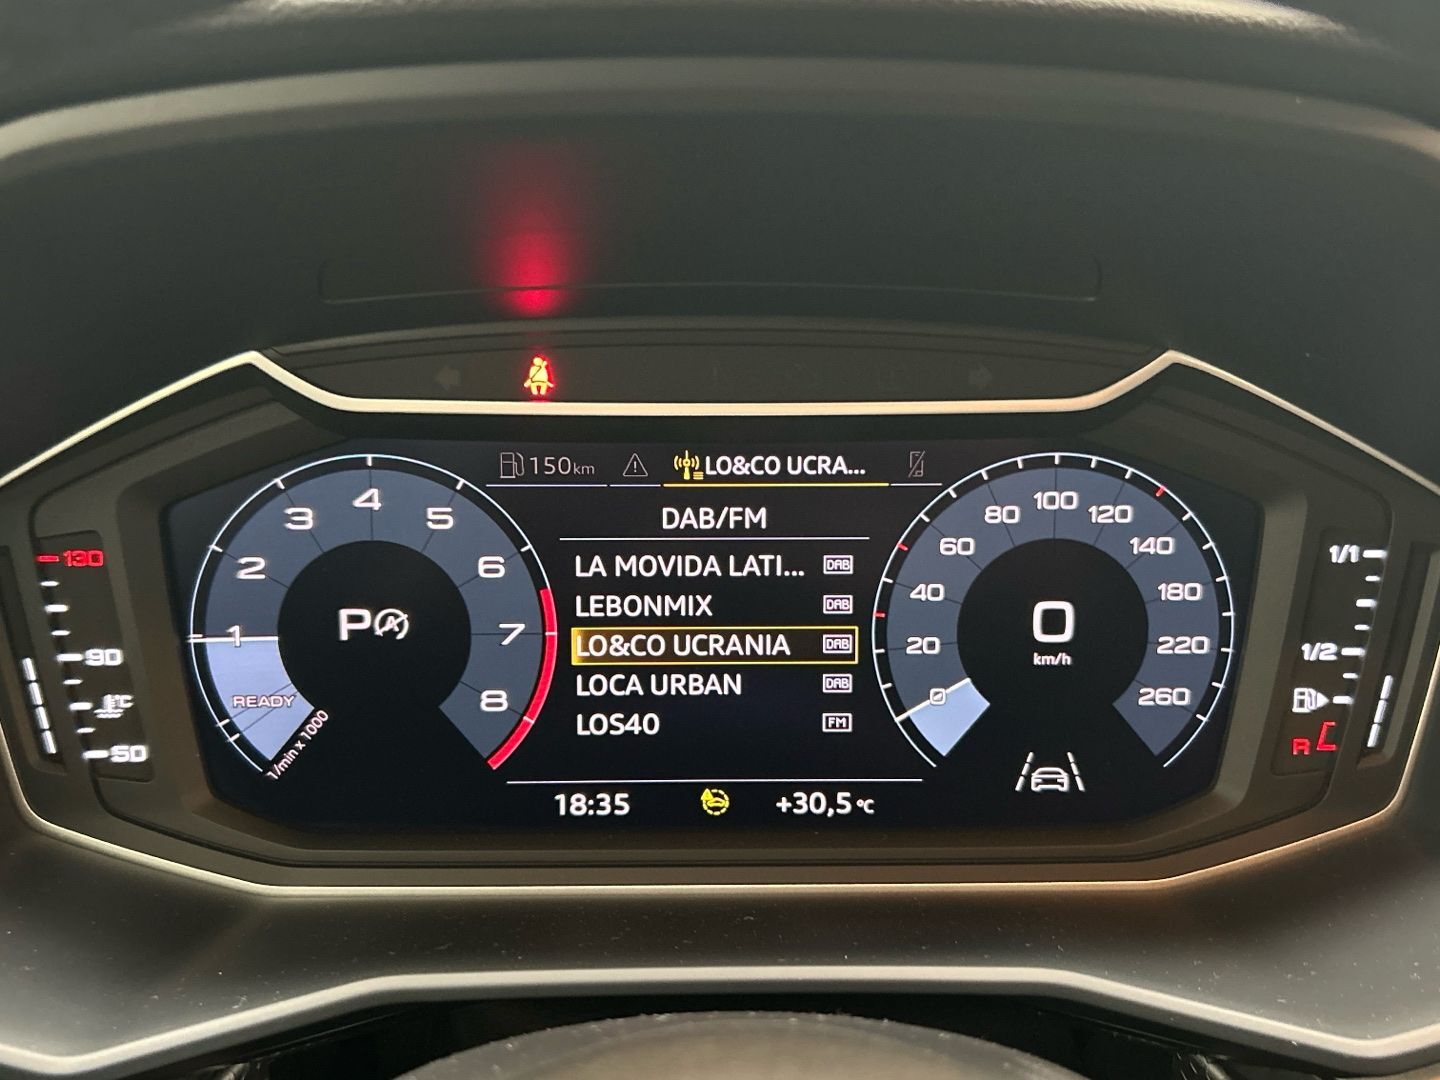 150km
LO&CO UCRA...
DAB/FM
LA MOVIDA LATI... DAB
LEBONMIX DAB
LO&CO UCRANIA DAB
LOCA URBAN DAB
LOS40 FM
18:35
+30,5 °C
1
2
3
4
5
6
7
8
READY
1/min x 1000
P
A
0
20
40
60
80
100
120
140
180
220
260
0
km/h
130
90
°C
50
1/1
1/2
R